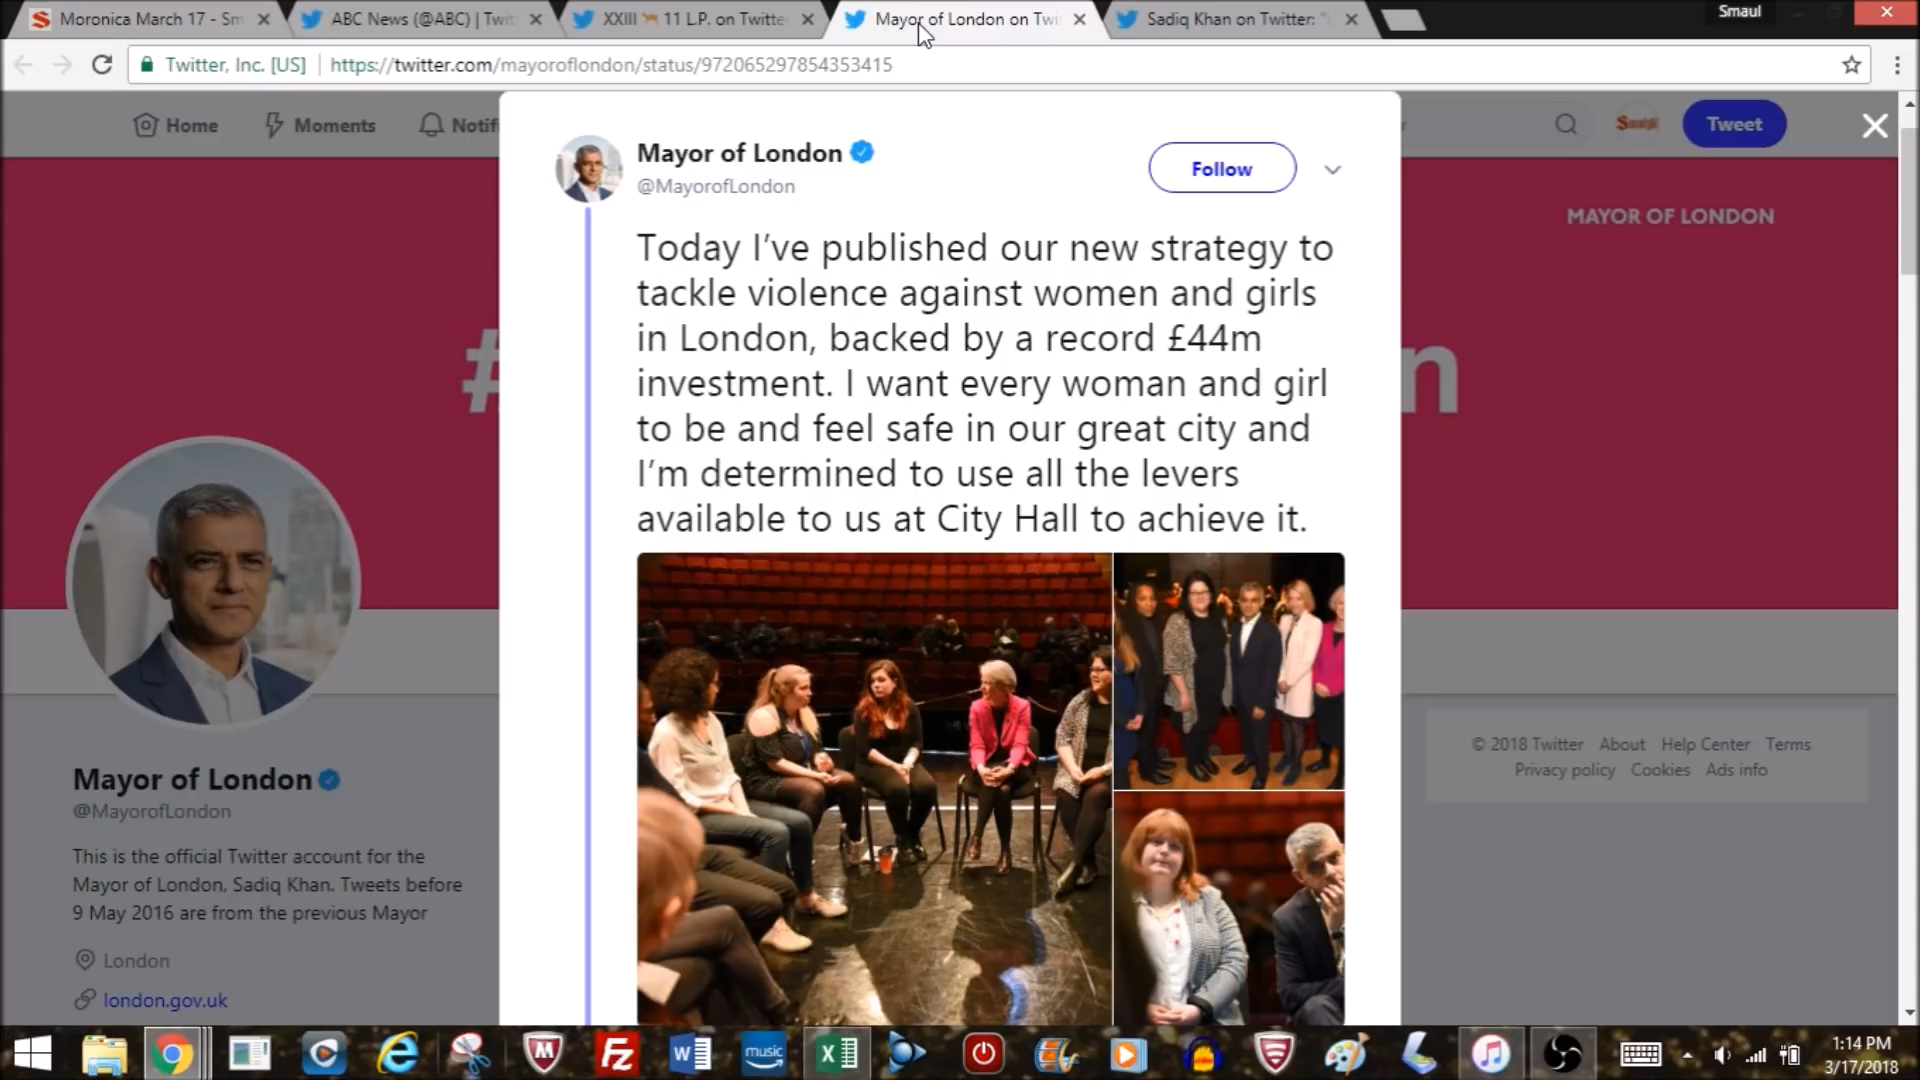 Moronica March 17 - Sm
ABC News (@ABC) | Twit
XXIII 11 L.P. on Twitte
Mayor of London on Twi
Sadiq Khan on Twitter: "
Smaul
Twitter, Inc. [US]
https://twitter.com/mayoroflondon/status/972065297854353415
Home
Moments
Notifi
Tweet
Mayor of London
@MayorofLondon
Follow
MAYOR OF LONDON
Today I've published our new strategy to
tackle violence against women and girls
in London, backed by a record £44m
investment. I want every woman and girl
to be and feel safe in our great city and
I'm determined to use all the levers
available to us at City Hall to achieve it.
#
n
Mayor of London
@MayorofLondon
This is the official Twitter account for the
Mayor of London, Sadiq Khan. Tweets before
9 May 2016 are from the previous Mayor
London
london.gov.uk
© 2018 Twitter About Help Center Terms
Privacy policy Cookies Ads info
Fz
music
1:14 PM
3/17/2018